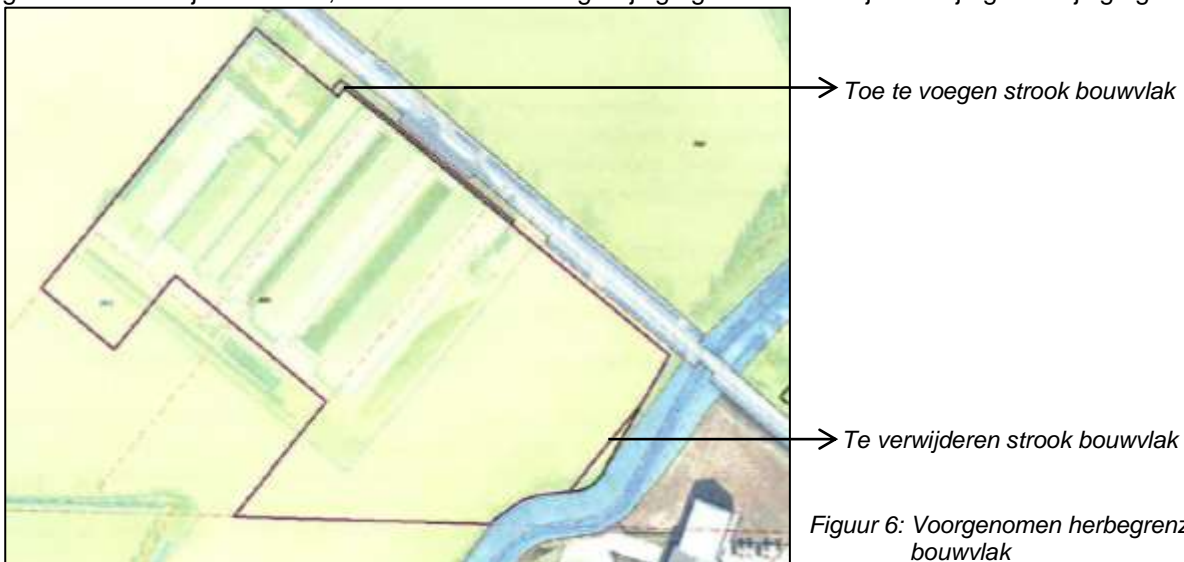 Toe te voegen strook bouwvlak
Te verwijderen strook bouwvlak
Figuur 6: Voorgenomen herbegrenz
bouwvlak